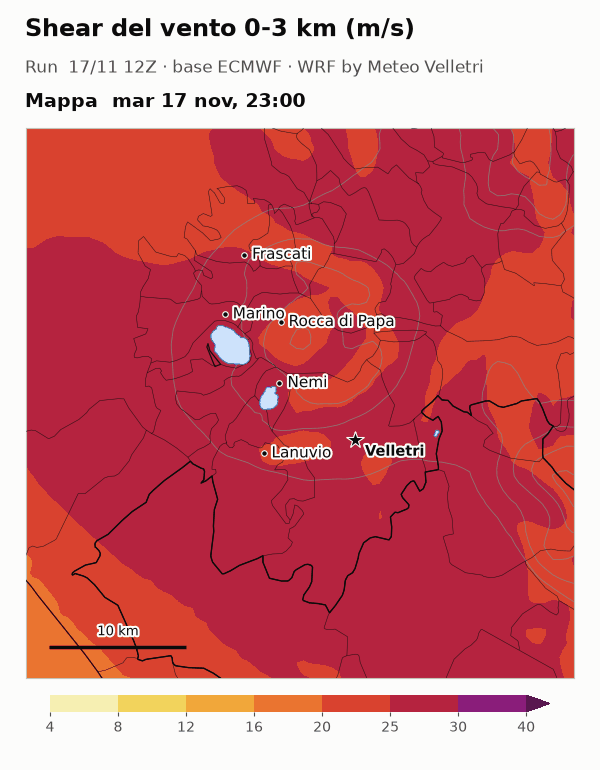 Shear del vento 0-3 km (m/s)
Run  17/11 12Z · base ECMWF · WRF by Meteo Velletri
Mappa  mar 17 nov, 23:00
Frascati
Marino
Rocca di Papa
Nemi
Velletri
Lanuvio
10 km
4 8 12 16 20 25 30 40